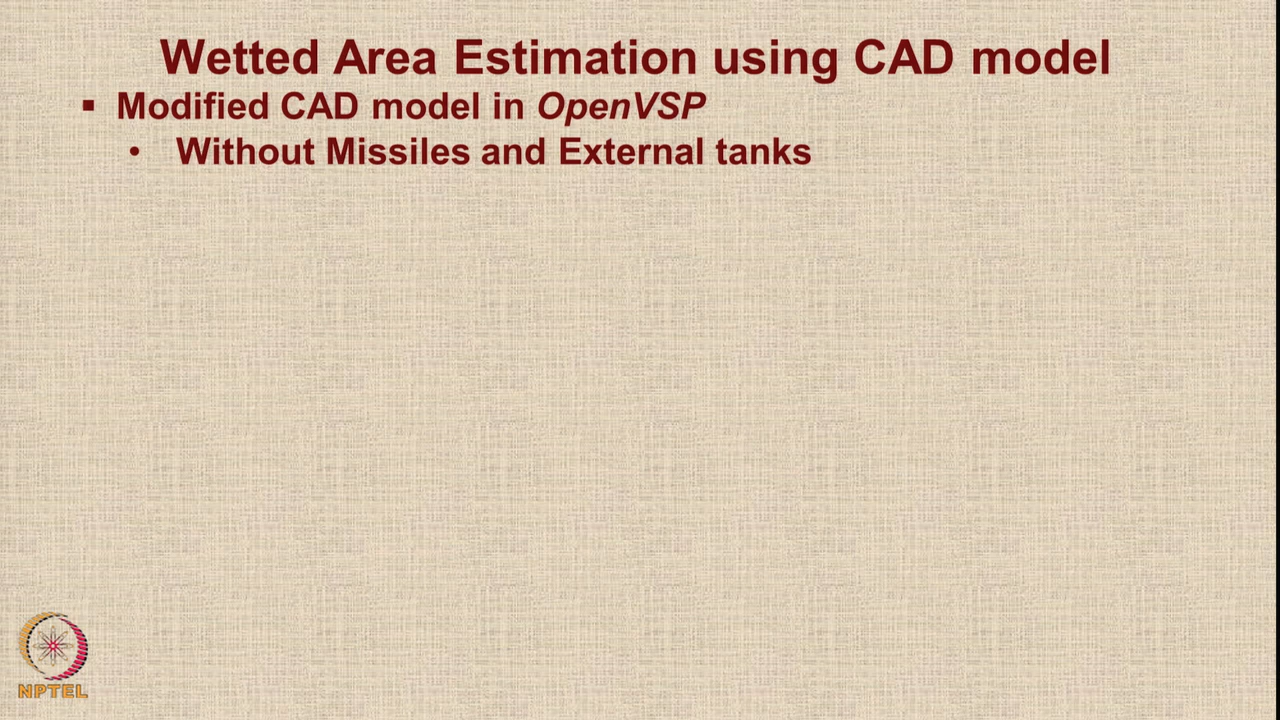 Wetted Area Estimation using CAD model
▪ Modified CAD model in OpenVSP
• Without Missiles and External tanks
NPTEL